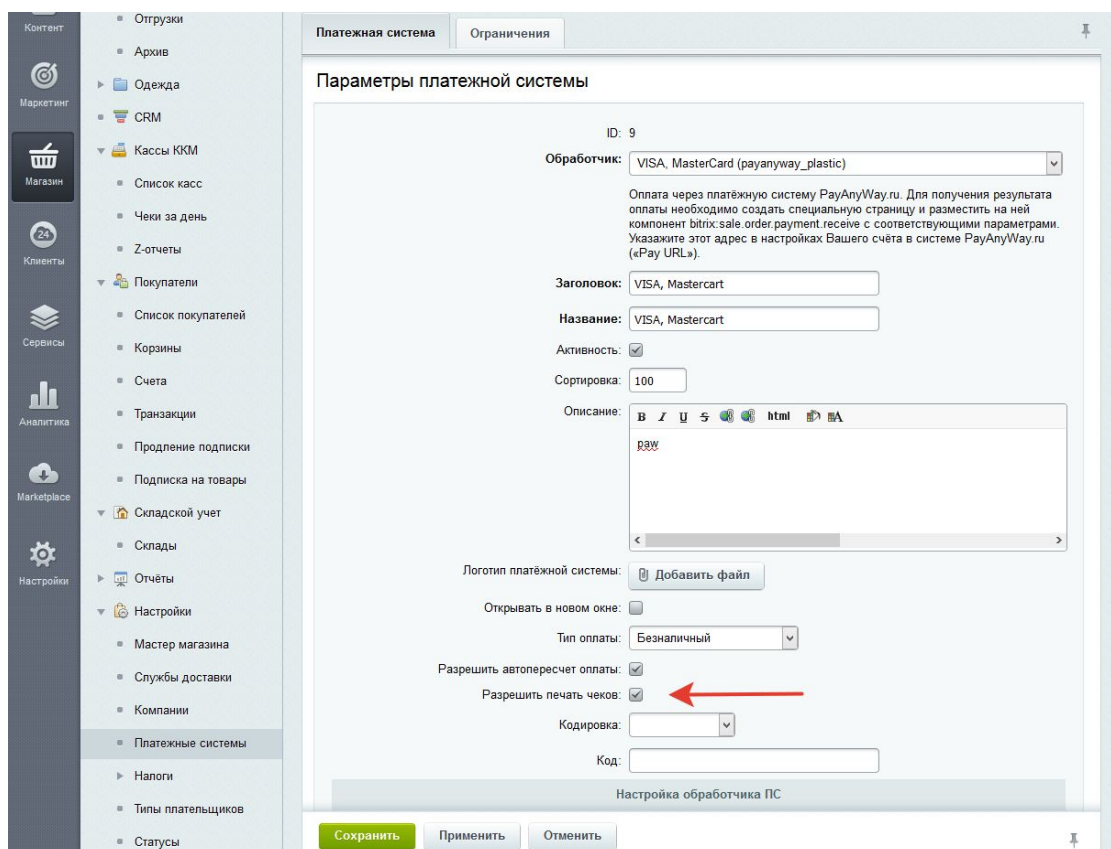 Контент
Маркетинг
Магазин
24
Клиенты
Сервисы
Аналитика
Marketplace
Настройки
Отгрузки
Архив
Одежда
CRM
Кассы ККМ
Список касс
Чеки за день
Z-отчеты
Покупатели
Список покупателей
Корзины
Счета
Транзакции
Продление подписки
Подписка на товары
Складской учет
Склады
Отчёты
Настройки
Мастер магазина
Службы доставки
Компании
Платежные системы
Налоги
Типы плательщиков
Статусы
Платежная система Ограничения
Параметры платежной системы
ID: 9
Обработчик: VISA, MasterCard (payanyway_plastic)
Оплата через платёжную систему PayAnyWay.ru. Для получения результата
оплаты необходимо создать специальную страницу и разместить на ней
компонент bitrix:sale.order.payment.receive с соответствующими параметрами.
Указажите этот адрес в настройках Вашего счёта в системе PayAnyWay.ru
(«Pay URL»).
Заголовок: VISA, Mastercart
Название: VISA, Mastercart
Активность:
Сортировка: 100
Описание: B I U S html A
paw
Логотип платёжной системы: Добавить файл
Открывать в новом окне:
Тип оплаты: Безналичный
Разрешить автопересчет оплаты:
Разрешить печать чеков:
Кодировка:
Код:
Настройка обработчика ПС
Сохранить Применить Отменить